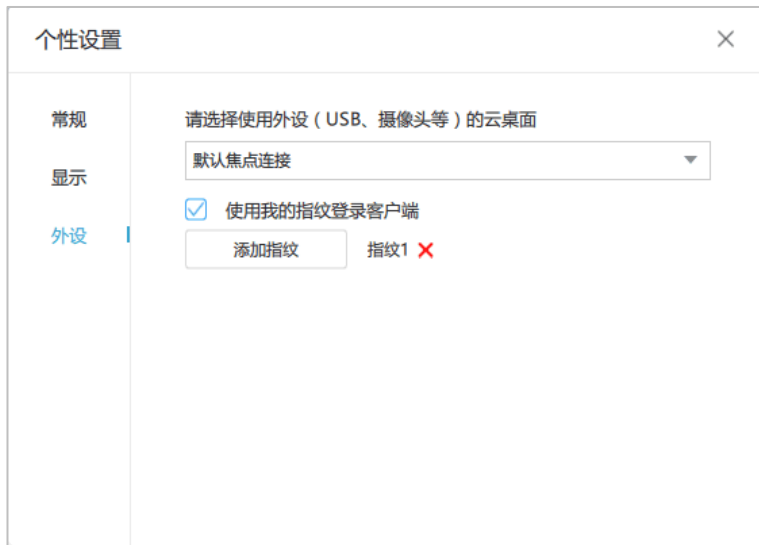 个性设置
常规
显示
外设
请选择使用外设（USB、摄像头等）的云桌面
默认焦点连接
使用我的指纹登录客户端
添加指纹 指纹1